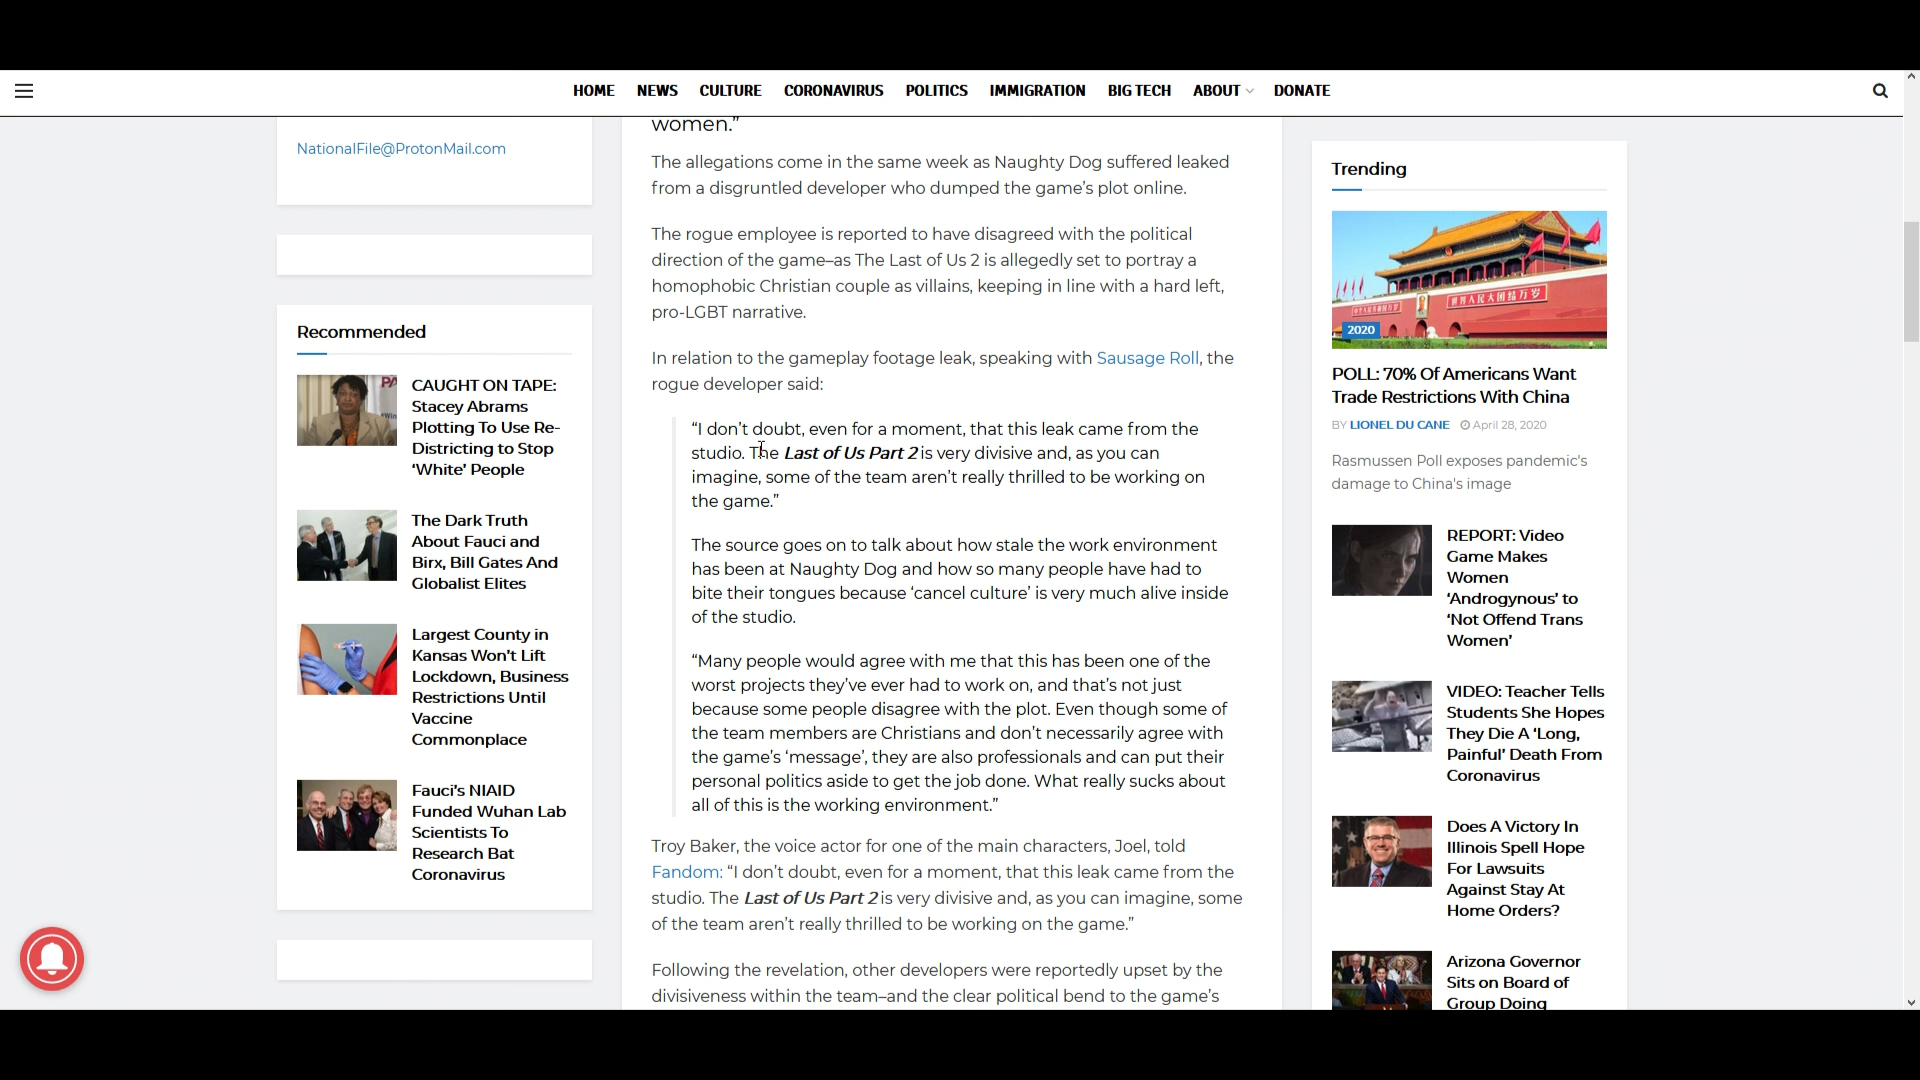 HOME NEWS CULTURE CORONAVIRUS POLITICS IMMIGRATION BIG TECH ABOUT DONATE
NationalFile@ProtonMail.com
Recommended
CAUGHT ON TAPE:
Stacey Abrams
Plotting To Use Re-
Districting to Stop
‘White’ People
The Dark Truth
About Fauci and
Birx, Bill Gates And
Globalist Elites
Largest County in
Kansas Won’t Lift
Lockdown, Business
Restrictions Until
Vaccine
Commonplace
Fauci’s NIAID
Funded Wuhan Lab
Scientists To
Research Bat
Coronavirus
women.”
The allegations come in the same week as Naughty Dog suffered leaked
from a disgruntled developer who dumped the game’s plot online.
The rogue employee is reported to have disagreed with the political
direction of the game–as The Last of Us 2 is allegedly set to portray a
homophobic Christian couple as villains, keeping in line with a hard left,
pro-LGBT narrative.
In relation to the gameplay footage leak, speaking with Sausage Roll, the
rogue developer said:
“I don’t doubt, even for a moment, that this leak came from the
studio. The Last of Us Part 2 is very divisive and, as you can
imagine, some of the team aren’t really thrilled to be working on
the game.”
The source goes on to talk about how stale the work environment
has been at Naughty Dog and how so many people have had to
bite their tongues because ‘cancel culture’ is very much alive inside
of the studio.
“Many people would agree with me that this has been one of the
worst projects they’ve ever had to work on, and that’s not just
because some people disagree with the plot. Even though some of
the team members are Christians and don’t necessarily agree with
the game’s ‘message’, they are also professionals and can put their
personal politics aside to get the job done. What really sucks about
all of this is the working environment.”
Troy Baker, the voice actor for one of the main characters, Joel, told
Fandom: “I don’t doubt, even for a moment, that this leak came from the
studio. The Last of Us Part 2 is very divisive and, as you can imagine, some
of the team aren’t really thrilled to be working on the game.”
Following the revelation, other developers were reportedly upset by the
divisiveness within the team–and the clear political bend to the game’s
Trending
世界人民大团结万岁
2020
POLL: 70% Of Americans Want
Trade Restrictions With China
BY LIONEL DU CANE April 28, 2020
Rasmussen Poll exposes pandemic's
damage to China's image
REPORT: Video
Game Makes
Women
‘Androgynous’ to
‘Not Offend Trans
Women’
VIDEO: Teacher Tells
Students She Hopes
They Die A ‘Long,
Painful’ Death From
Coronavirus
Does A Victory In
Illinois Spell Hope
For Lawsuits
Against Stay At
Home Orders?
Arizona Governor
Sits on Board of
Group Doing